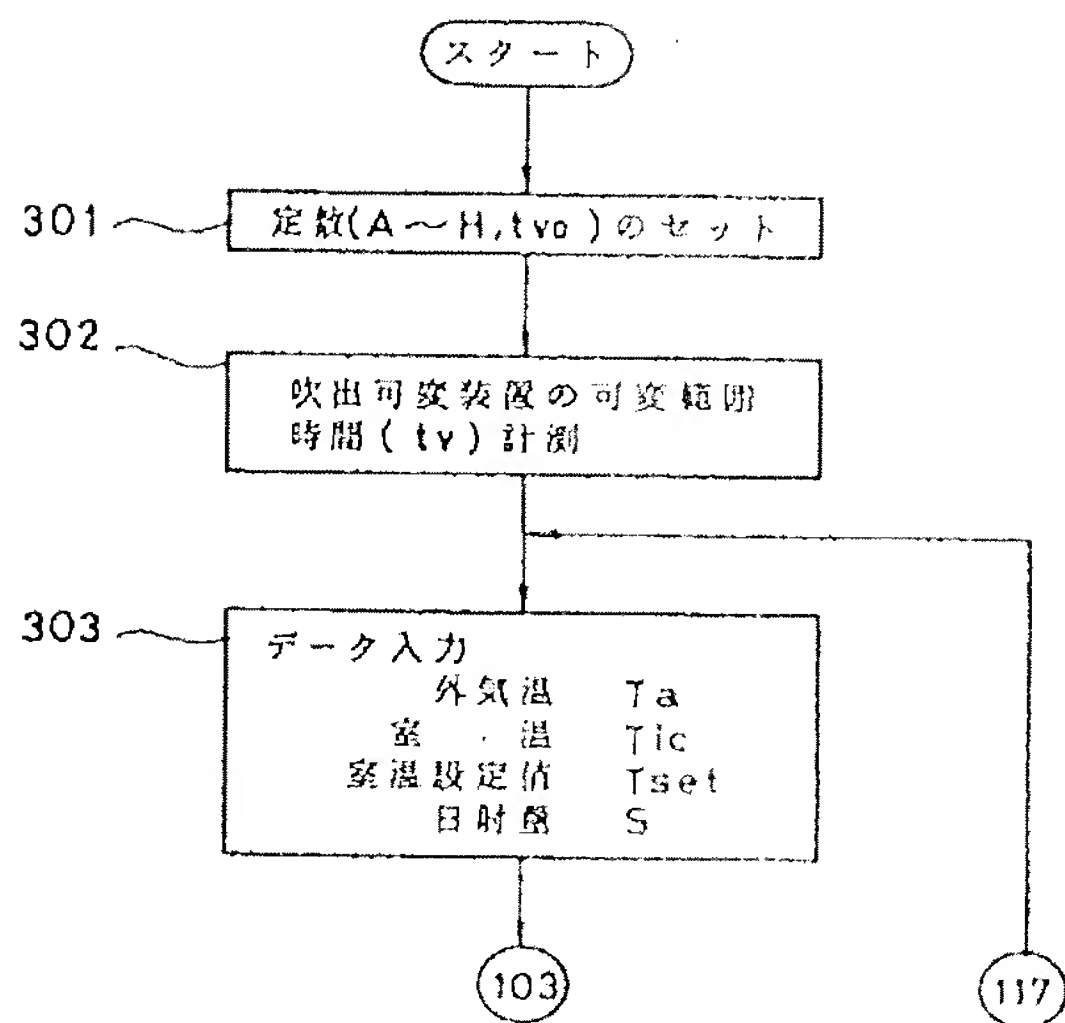 スタート
301
定数(A～H,tvo)のセット
302
吹出可変装置の可変範囲
時間(tv)計測
303
データ入力
外気温 Ta
室温 Tic
室温設定値 Tset
日射量 S
103
117